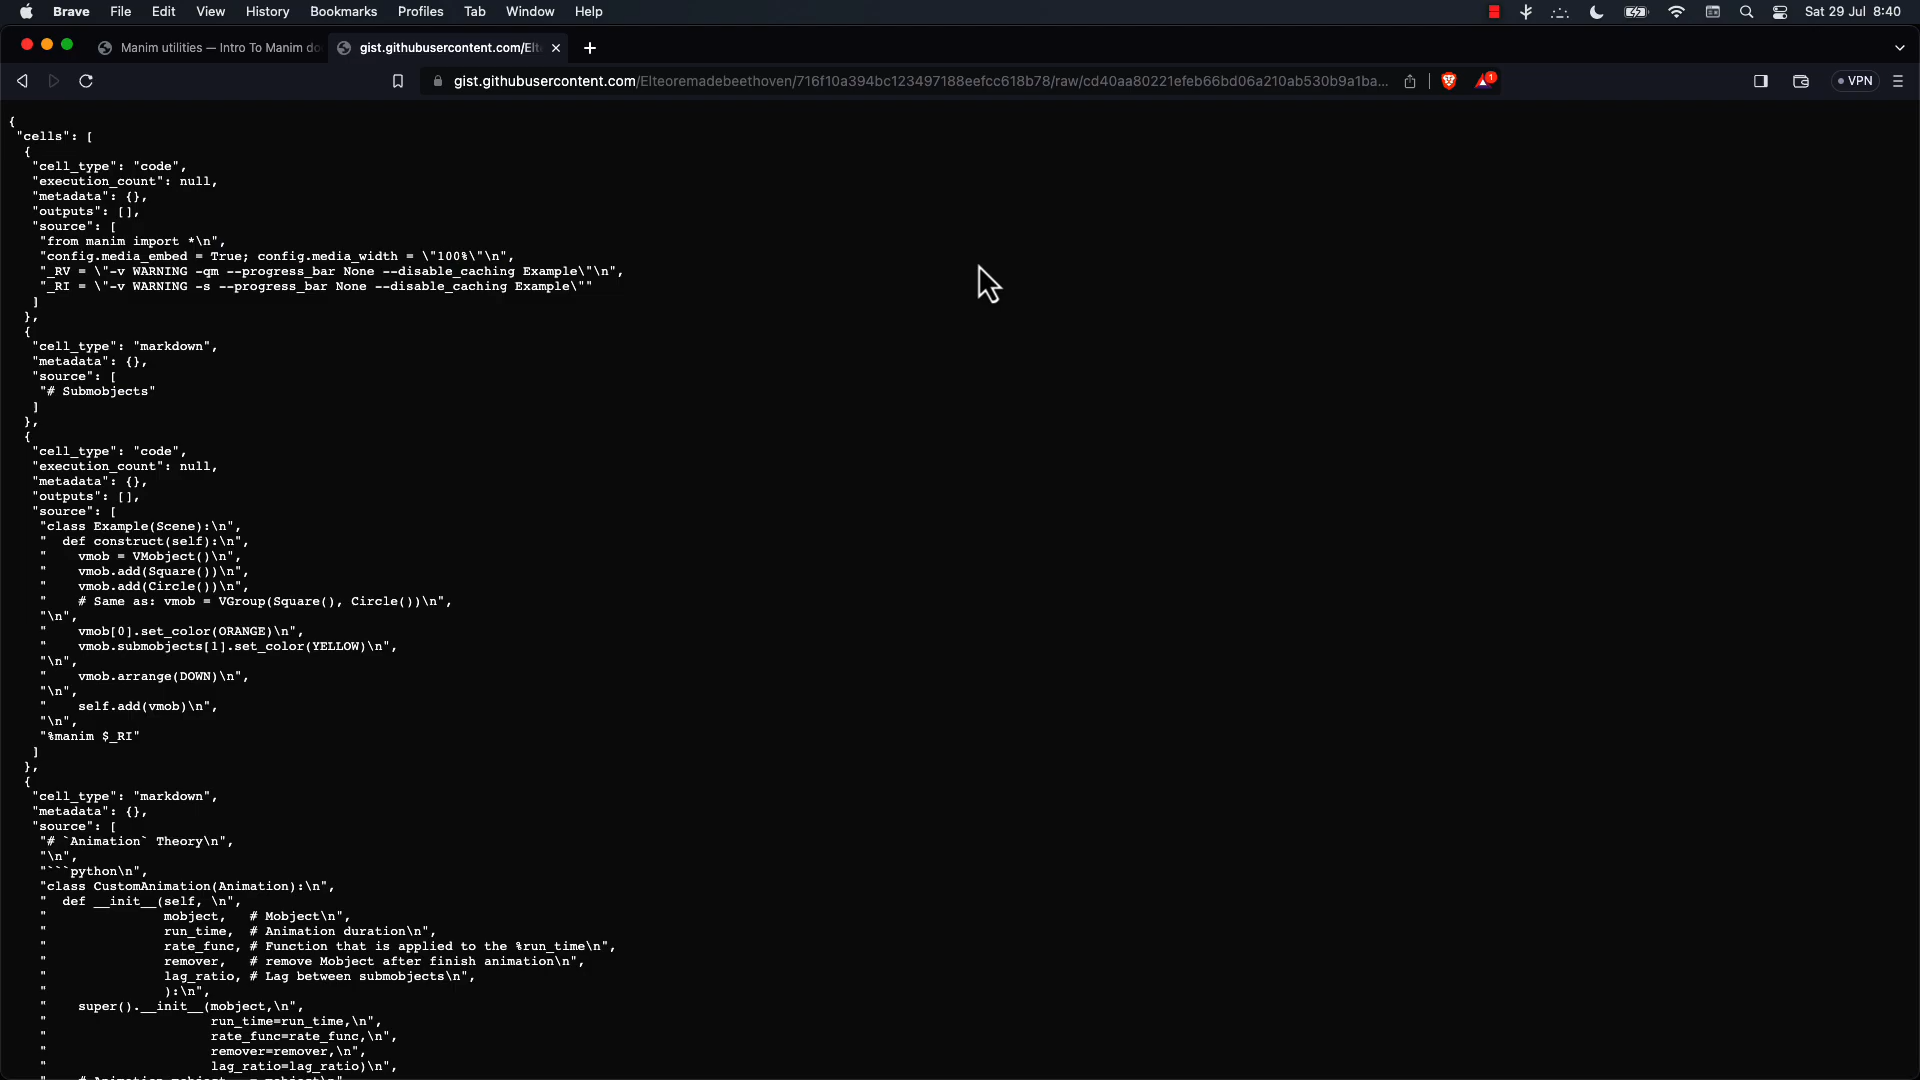 Brave File Edit View History Bookmarks Profiles Tab Window Help Sat 29 Jul 8:40
Manim utilities — Intro To Manim do
gist.githubusercontent.com/Elt
gist.githubusercontent.com/Elteoremadebeethoven/716f10a394bc123497188eefcc618b78/raw/cd40aa80221efeb66bd06a210ab530b9a1ba... 1 VPN
{
"cells": [
{
"cell_type": "code",
"execution_count": null,
"metadata": {},
"outputs": [],
"source": [
"from manim import *\n",
"config.media_embed = True; config.media_width = \"100%\"\n",
"_RV = \"-v WARNING -qm --progress_bar None --disable_caching Example\"\n",
"_RI = \"-v WARNING -s --progress_bar None --disable_caching Example\""
]
},
{
"cell_type": "markdown",
"metadata": {},
"source": [
"# Submobjects"
]
},
{
"cell_type": "code",
"execution_count": null,
"metadata": {},
"outputs": [],
"source": [
"class Example(Scene):\n",
"  def construct(self):\n",
"    vmob = VMobject()\n",
"    vmob.add(Square())\n",
"    vmob.add(Circle())\n",
"    # Same as: vmob = VGroup(Square(), Circle())\n",
"\n",
"    vmob[0].set_color(ORANGE)\n",
"    vmob.submobjects[1].set_color(YELLOW)\n",
"\n",
"    vmob.arrange(DOWN)\n",
"\n",
"    self.add(vmob)\n",
"\n",
"%manim $_RI"
]
},
{
"cell_type": "markdown",
"metadata": {},
"source": [
"# `Animation` Theory\n",
"\n",
"```python\n",
"class CustomAnimation(Animation):\n",
"  def __init__(self, \n",
"               mobject,   # Mobject\n",
"               run_time,  # Animation duration\n",
"               rate_func, # Function that is applied to the %run_time\n",
"               remover,   # remove Mobject after finish animation\n",
"               lag_ratio, # Lag between submobjects\n",
"               ):\n",
"    super().__init__(mobject,\n",
"                     run_time=run_time,\n",
"                     rate_func=rate_func,\n",
"                     remover=remover,\n",
"                     lag_ratio=lag_ratio)\n",